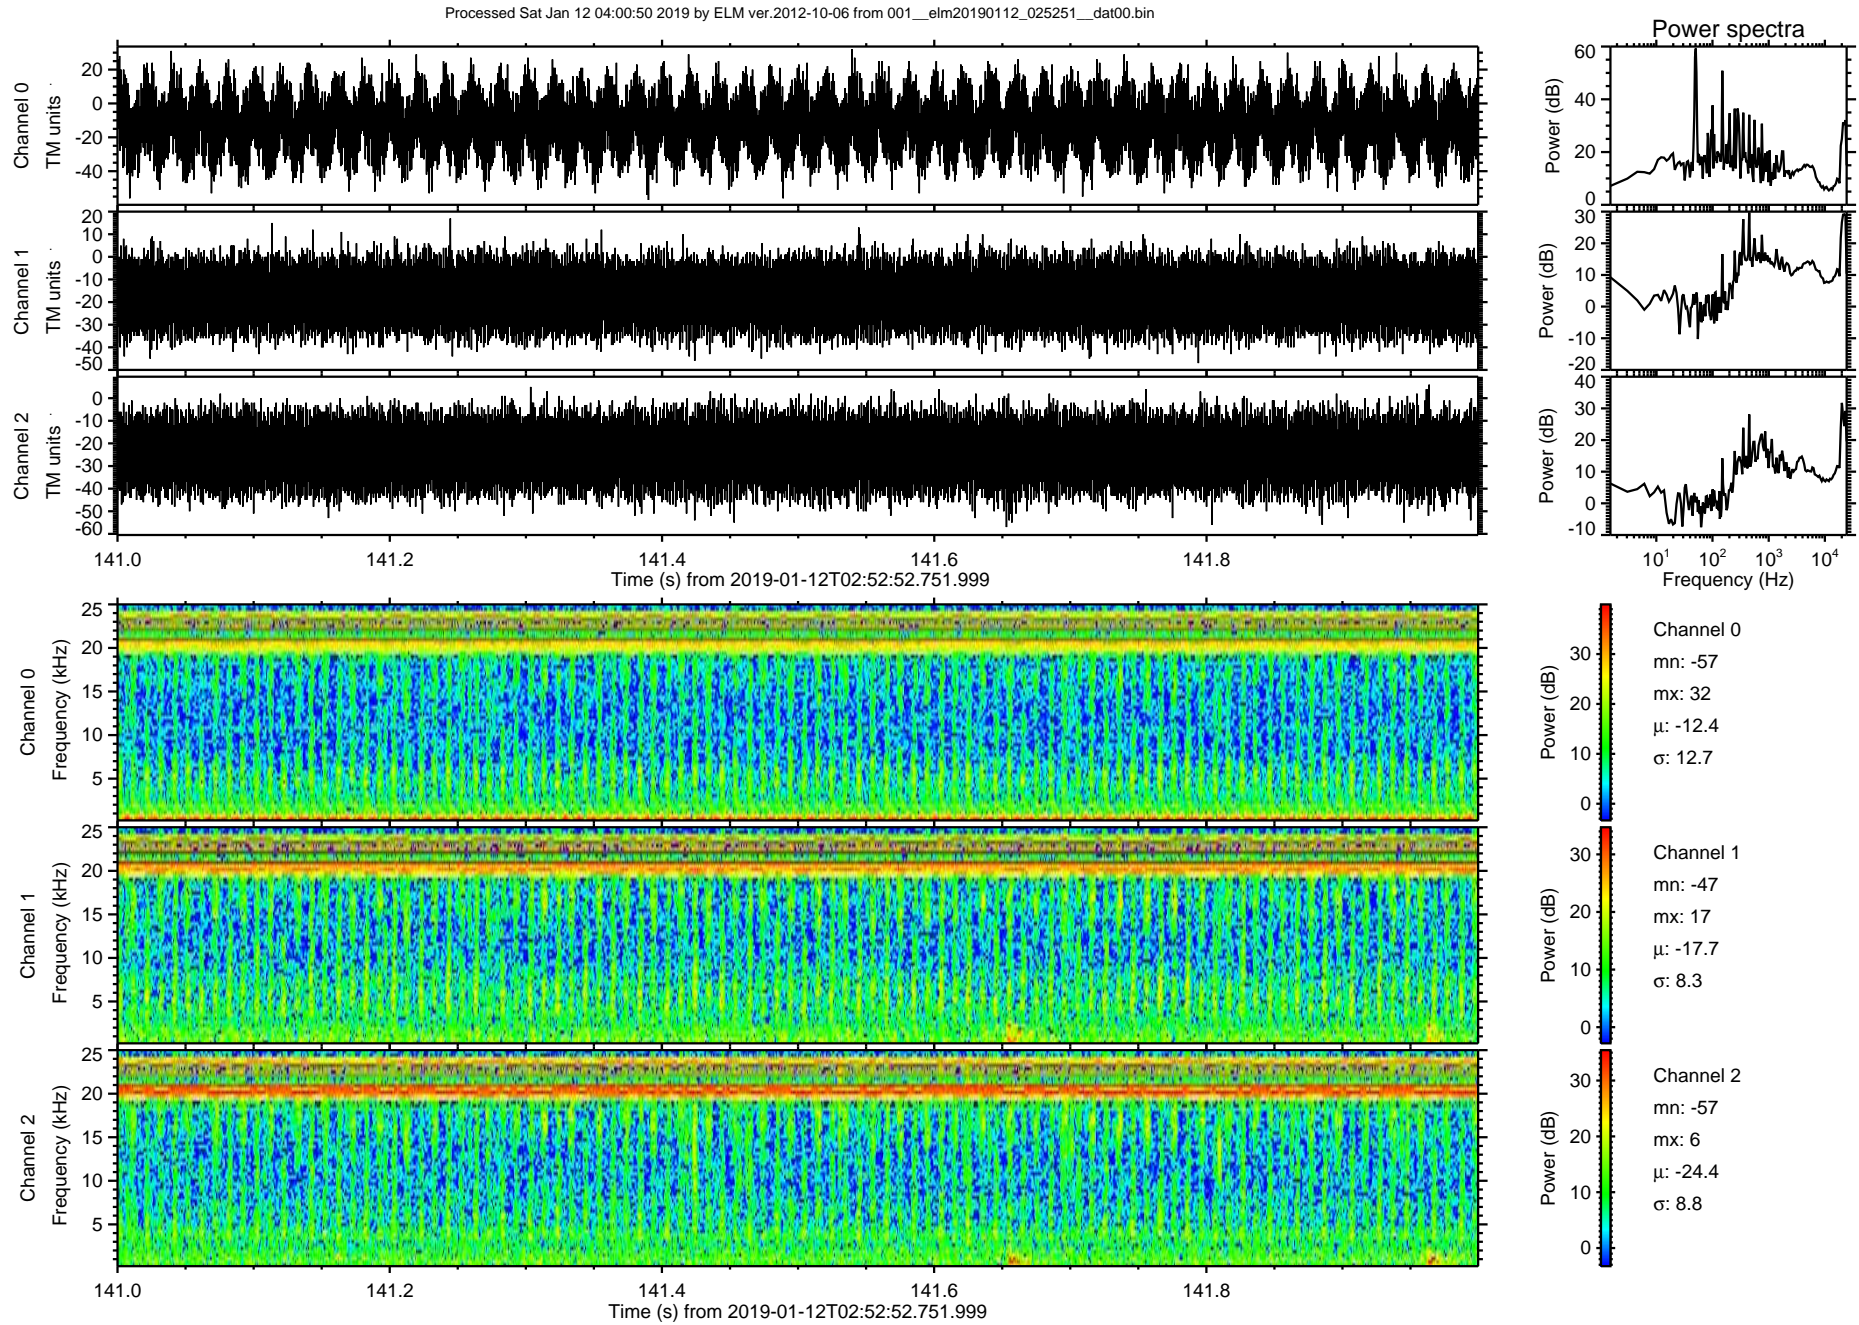 Processed Sat Jan 12 04:00:50 2019 by ELM ver.2012-10-06 from 001__elm20190112_025251__dat00.bin
Power spectra
Channel 0
TM units
20
0
-20
-40
Power (dB)
60
40
20
0
Channel 1
TM units
20
10
0
-10
-20
-30
-40
-50
Power (dB)
30
20
10
0
-10
-20
Channel 2
TM units
0
-10
-20
-30
-40
-50
-60
Power (dB)
40
30
20
10
0
-10
141.0 141.2 141.4 141.6 141.8
Time (s) from 2019-01-12T02:52:52.751.999
10¹ 10² 10³ 10⁴
Frequency (Hz)
Channel 0
Frequency (kHz)
25
20
15
10
5
Power (dB)
30
20
10
0
Channel 0
mn: -57
mx: 32
μ: -12.4
σ: 12.7
Channel 1
Frequency (kHz)
25
20
15
10
5
Power (dB)
30
20
10
0
Channel 1
mn: -47
mx: 17
μ: -17.7
σ: 8.3
Channel 2
Frequency (kHz)
25
20
15
10
5
Power (dB)
30
20
10
0
Channel 2
mn: -57
mx: 6
μ: -24.4
σ: 8.8
141.0 141.2 141.4 141.6 141.8
Time (s) from 2019-01-12T02:52:52.751.999